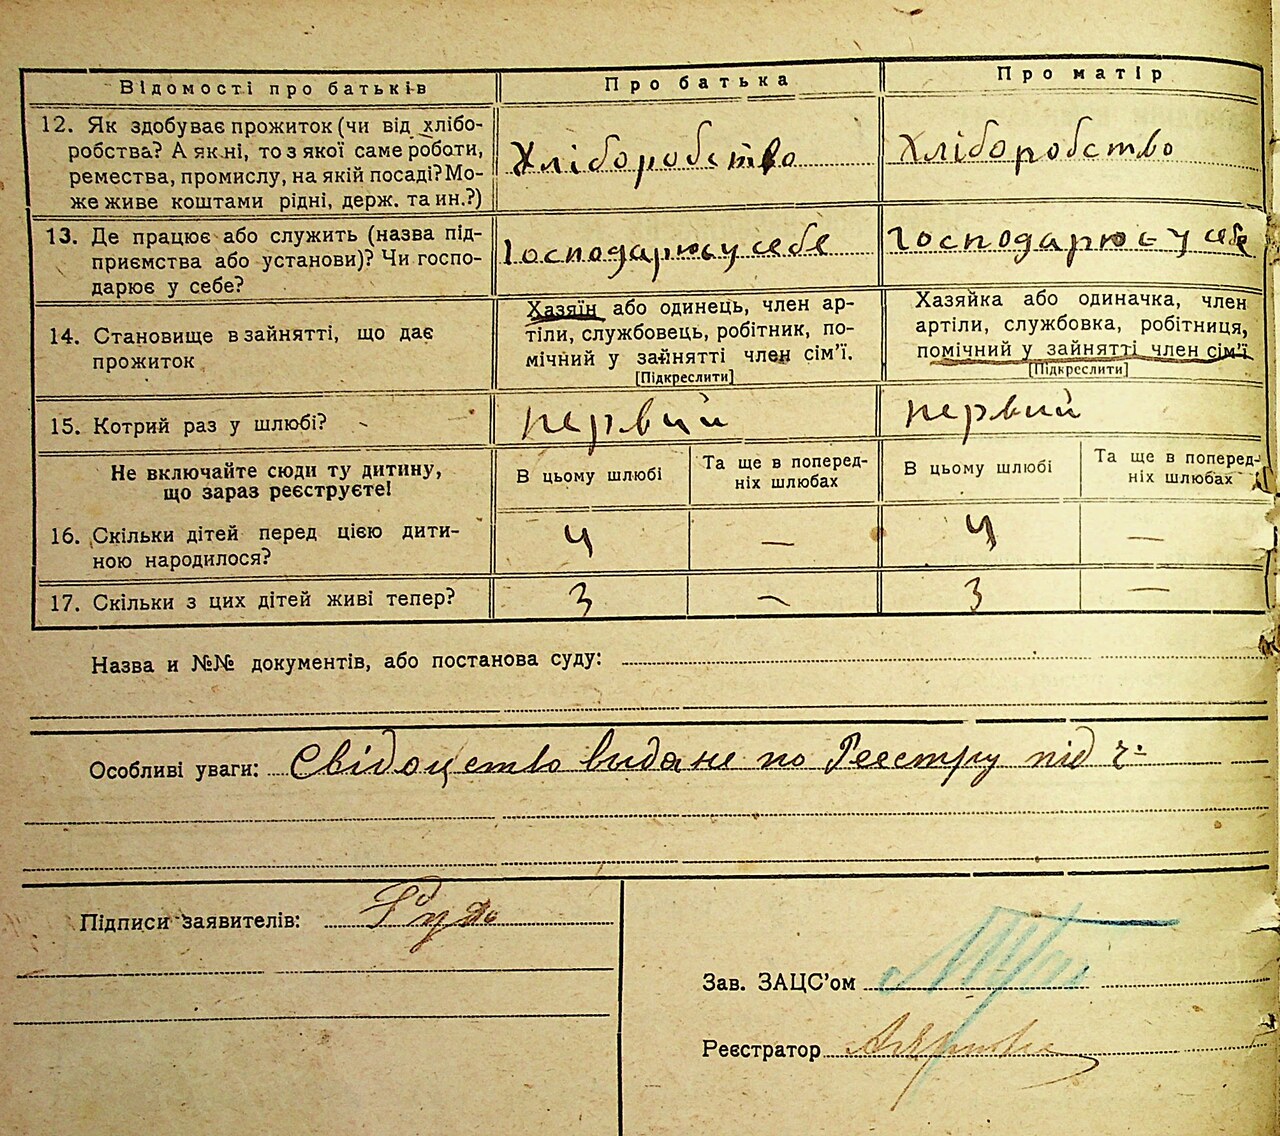 Відомості про батьків Про батька Про матір
12. Як здобуває прожиток (чи від хлібо-
робства? А як ні, то з якої саме роботи,
ремества, промислу, на якій посаді? Мо-
же живе коштами рідні, держ. та ин.?)
Хліборобство Хліборобство
13. Де працює або служить (назва під-
приємства або установи)? Чи госпо-
дарює у себе?
Господарює у себе Господарює у себе
14. Становище в зайнятті, що дає
прожиток
Хазяїн або одинець, член ар-
тіли, службовець, робітник, по-
мічний у зайнятті член сім'ї.
[Підкреслити]
Хазяйка або одиначка, член
артіли, службовка, робітниця,
помічний у зайнятті член сім'ї
[Підкреслити]
15. Котрий раз у шлюбі? первий первий
Не включайте сюди ту дитину,
що зараз реєструєте!
В цьому шлюбі
Та ще в поперед-
ніх шлюбах
В цьому шлюбі
Та ще в поперед-
ніх шлюбах
16. Скільки дітей перед цією дити-
ною народилося?
4 — 4 —
17. Скільки з цих дітей живі тепер? 3 — 3 —
Назва и №№ документів, або постанова суду:
Особливі уваги: Свідоцтво видане по Реєстру під ч:
Підписи заявителів:
Зав. ЗАЦС'ом
Реєстратор